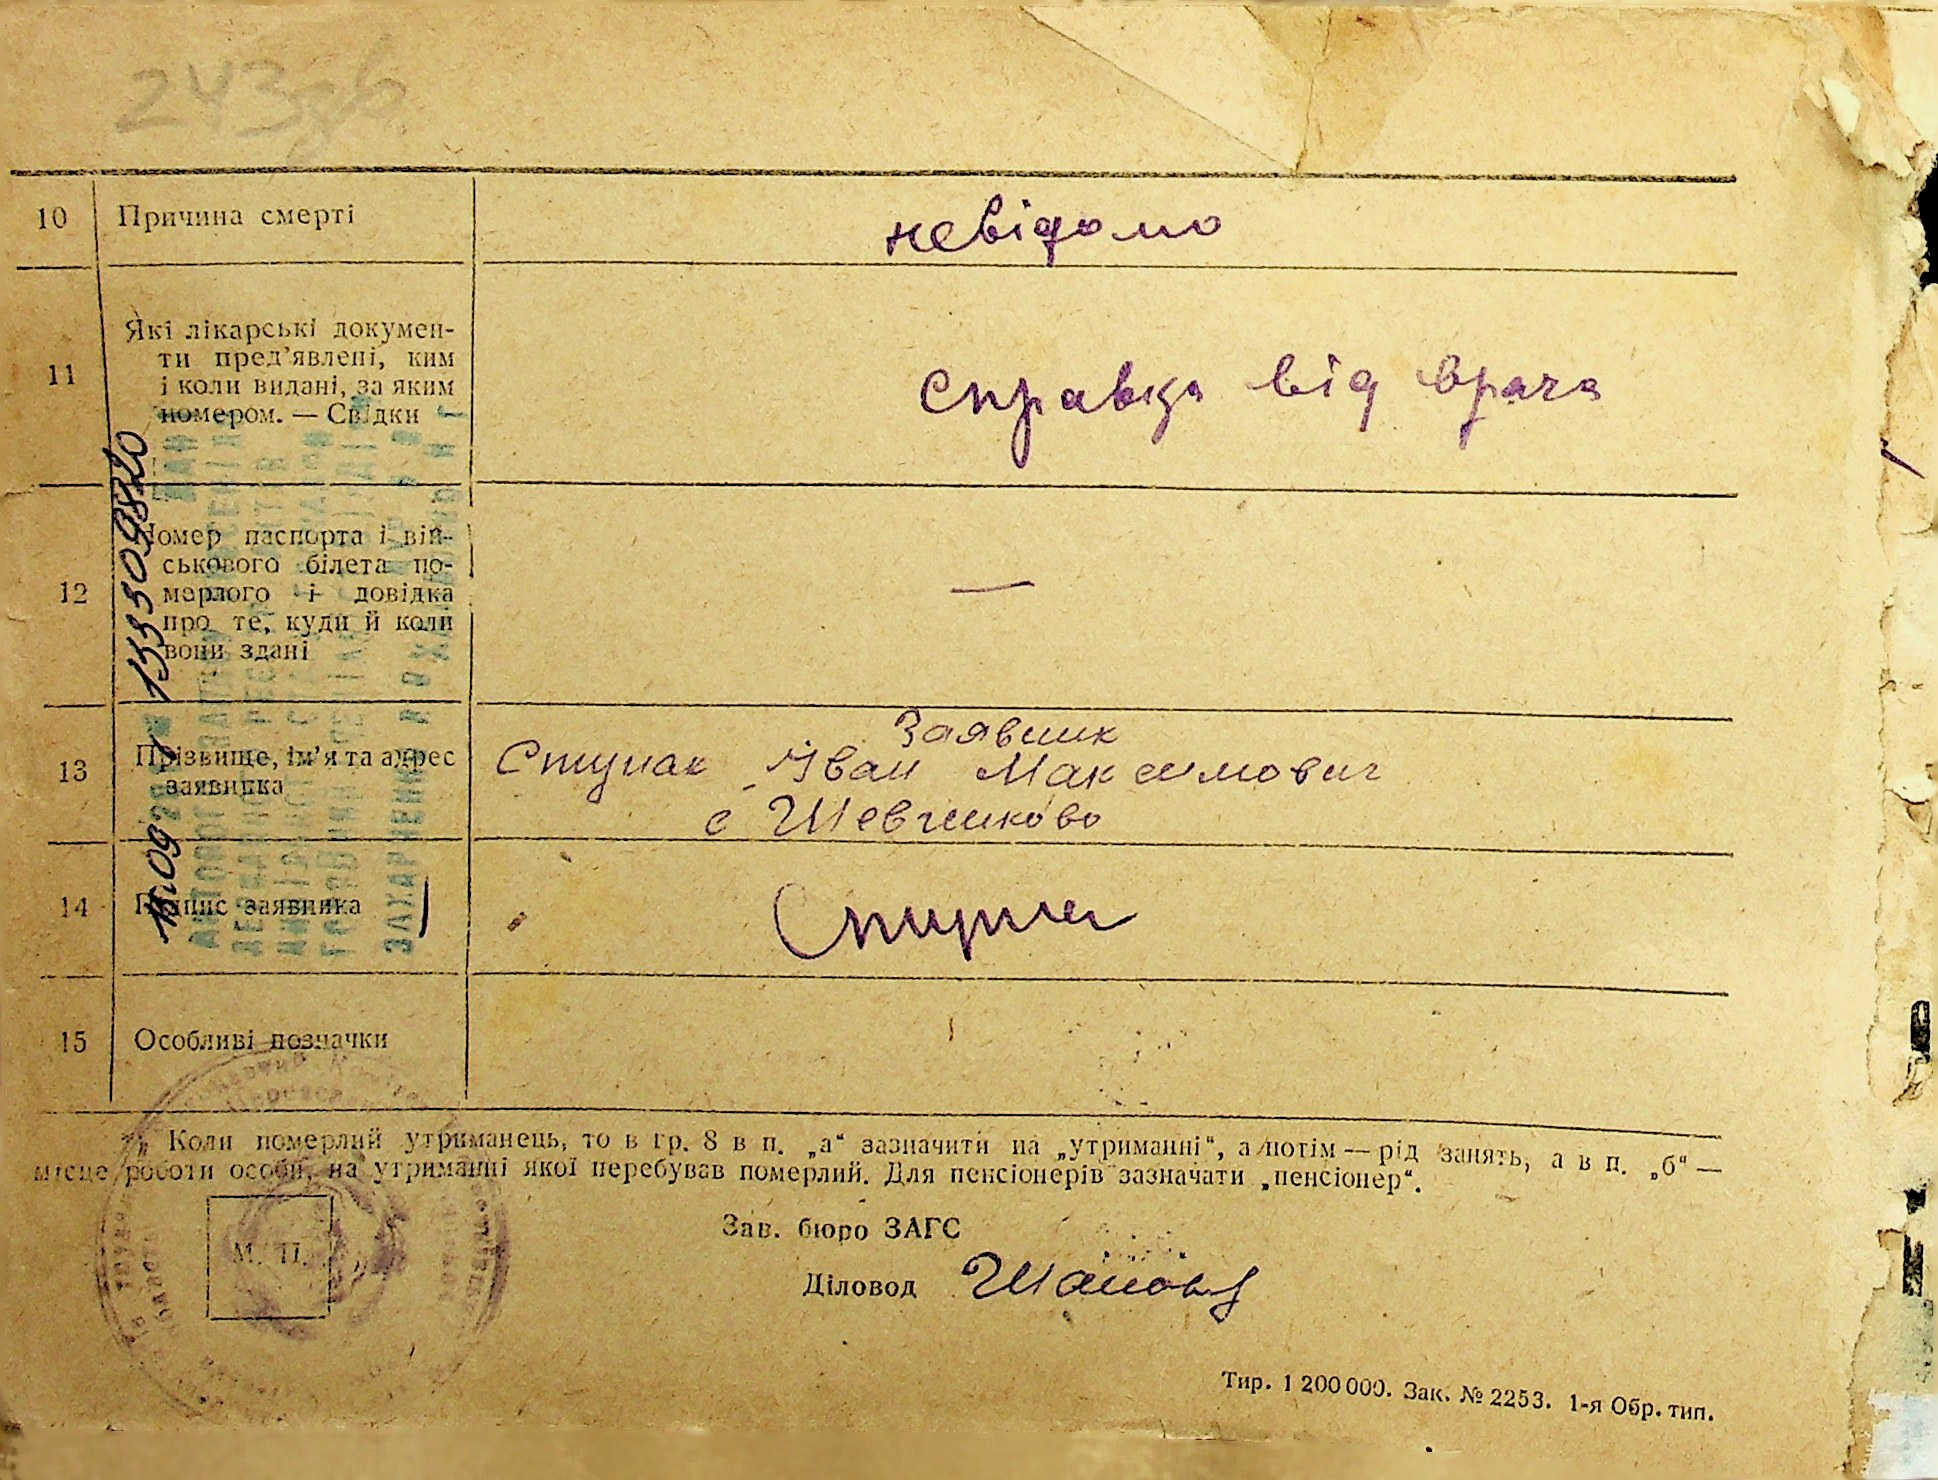 243зв
10 Причина смерті невідомо
11 Які лікарські докумен-
ти пред’явлені, ким
і коли видані, за яким
номером. — Свідки
справка від врача
12 Номер паспорта і вій-
ськового білета по-
мерлого і довідка
про те, куди й коли
вони здані
—
13 Прізвище, ім’я та адрес
заявника
Заявник
Ступак Іван Максимович
с Шевченково
14 Підпис заявника
15 Особливі позначки
Коли померлий утриманець, то в гр. 8 в п. „а“ зазначити на „утриманні“, а потім — рід занять, а в п. „б“ —
місце роботи особи, на утриманні якої перебував померлий. Для пенсіонерів зазначати „пенсіонер“.
М. П.
Зав. бюро ЗАГС
Діловод
Тир. 1 200 000. Зак. № 2253. 1-я Обр. тип.